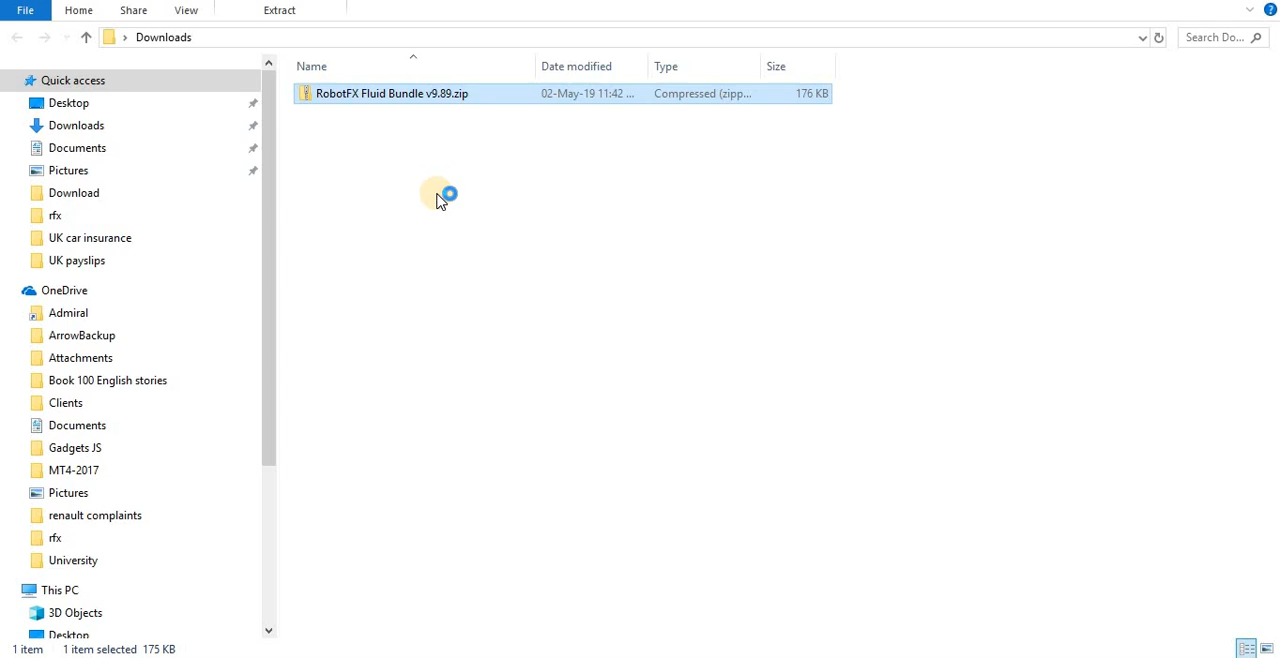 File Home Share View Extract
Downloads Search Do...
Name Date modified Type Size
RobotFX Fluid Bundle v9.89.zip 02-May-19 11:42 ... Compressed (zipp... 176 KB
Quick access
Desktop
Downloads
Documents
Pictures
Download
rfx
UK car insurance
UK payslips
OneDrive
Admiral
ArrowBackup
Attachments
Book 100 English stories
Clients
Documents
Gadgets JS
MT4-2017
Pictures
renault complaints
rfx
University
This PC
3D Objects
Desktop
1 item 1 item selected 175 KB